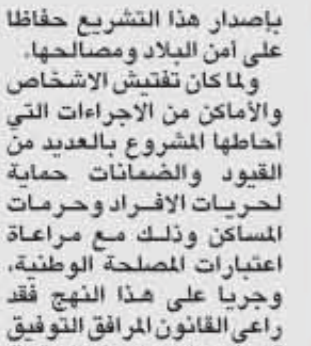 بإصدار هذا التشريع حفاظا
على أمن البلاد ومصالحها.
ولما كان تفتيش الاشخاص
والأماكن من الاجراءات التي
أحاطها المشروع بالعديد من
القيود والضمانات حماية
لحريات الافراد وحرمات
المساكن وذلك مع مراعاة
اعتبارات المصلحة الوطنية،
وجريا على هذا النهج فقد
راعى القانون المرافق التوفيق